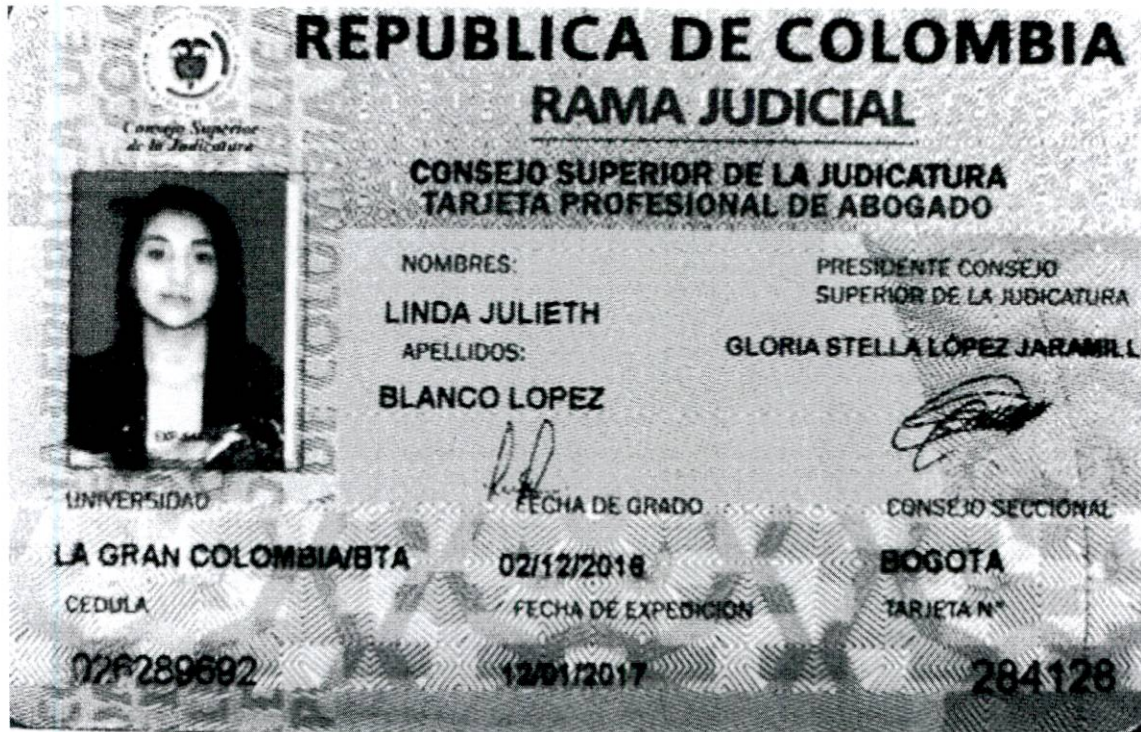 REPUBLICA DE COLOMBIA
RAMA JUDICIAL
Consejo Superior
de la Judicatura
CONSEJO SUPERIOR DE LA JUDICATURA
TARJETA PROFESIONAL DE ABOGADO
NOMBRES:
LINDA JULIETH
APELLIDOS:
BLANCO LOPEZ
PRESIDENTE CONSEJO
SUPERIOR DE LA JUDICATURA
GLORIA STELLA LÓPEZ JARAMILL
UNIVERSIDAD
LA GRAN COLOMBIA/BTA
FECHA DE GRADO
02/12/2016
CONSEJO SECCIONAL
BOGOTA
CEDULA
026289692
FECHA DE EXPEDICION
12/01/2017
TARJETA N°
284128